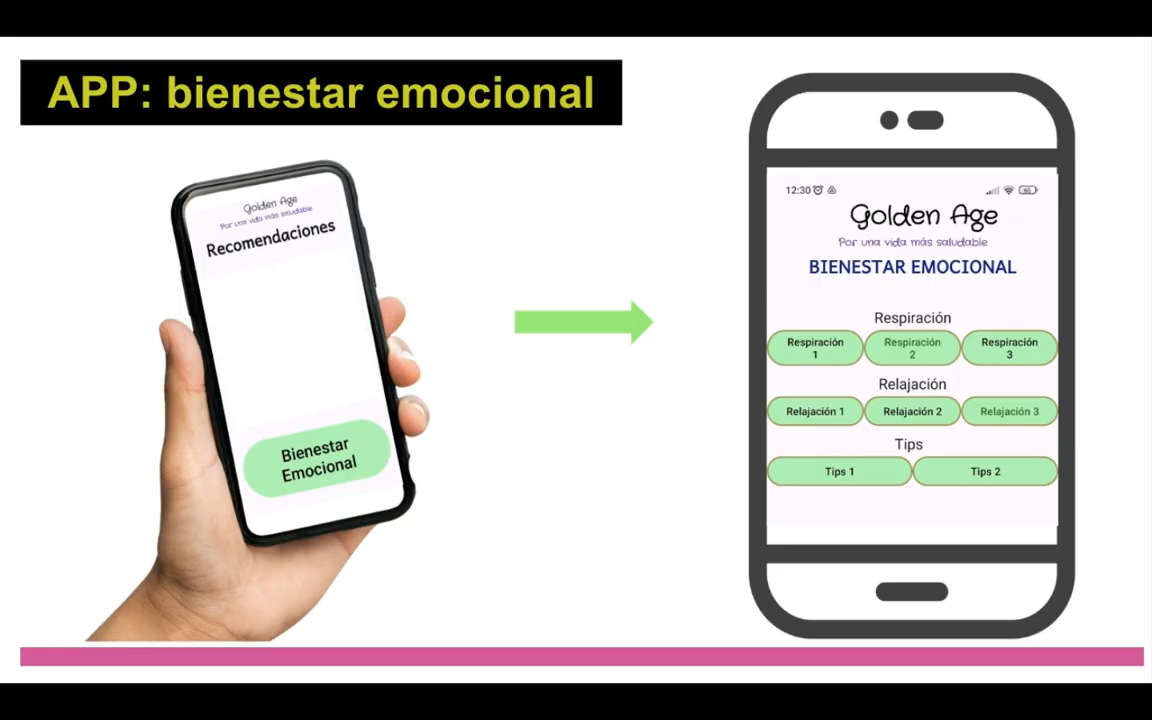 APP: bienestar emocional
Golden Age
Por una vida más saludable
Recomendaciones
Bienestar
Emocional
12:30
65
Golden Age
Por una vida más saludable
BIENESTAR EMOCIONAL
Respiración
Respiración
1
Respiración
2
Respiración
3
Relajación
Relajación 1
Relajación 2
Relajación 3
Tips
Tips 1
Tips 2